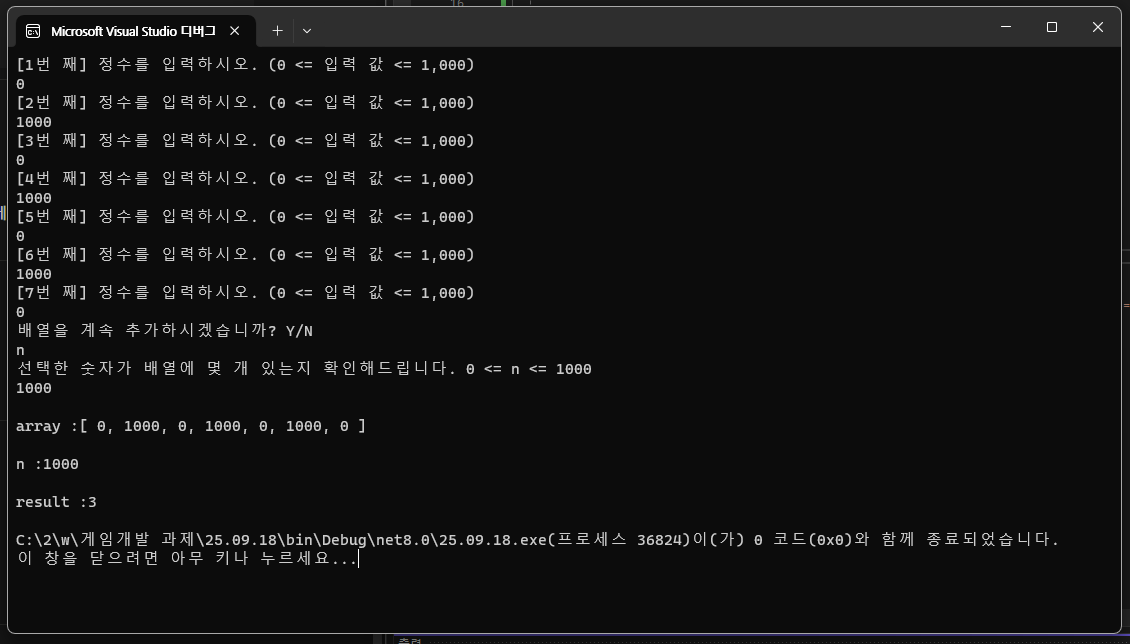 Microsoft Visual Studio 디버그
[1번 째] 정수를 입력하시오. (0 <= 입력 값 <= 1,000)
0
[2번 째] 정수를 입력하시오. (0 <= 입력 값 <= 1,000)
1000
[3번 째] 정수를 입력하시오. (0 <= 입력 값 <= 1,000)
0
[4번 째] 정수를 입력하시오. (0 <= 입력 값 <= 1,000)
1000
[5번 째] 정수를 입력하시오. (0 <= 입력 값 <= 1,000)
0
[6번 째] 정수를 입력하시오. (0 <= 입력 값 <= 1,000)
1000
[7번 째] 정수를 입력하시오. (0 <= 입력 값 <= 1,000)
0
배열을 계속 추가하시겠습니까? Y/N
n
선택한 숫자가 배열에 몇 개 있는지 확인해드립니다. 0 <= n <= 1000
1000
array :[ 0, 1000, 0, 1000, 0, 1000, 0 ]
n :1000
result :3
C:\2\w\게임개발 과제\25.09.18\bin\Debug\net8.0\25.09.18.exe(프로세스 36824)이(가) 0 코드(0x0)와 함께 종료되었습니다.
이 창을 닫으려면 아무 키나 누르세요...